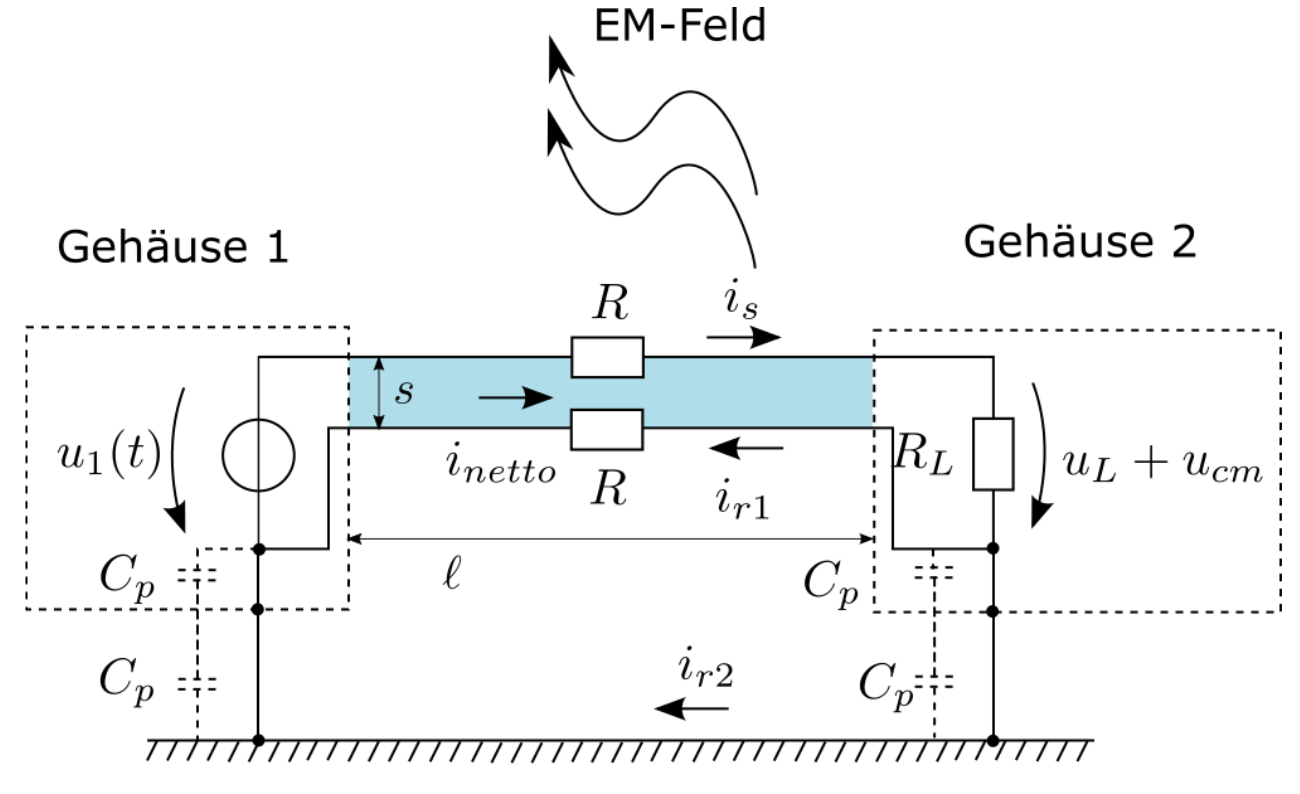 EM-Feld
Gehäuse 1
Gehäuse 2
R
i_s
s
u_1(t)
i_{netto}
R
i_{r1}
R_L
u_L + u_{cm}
ℓ
C_p
C_p
C_p
C_p
i_{r2}